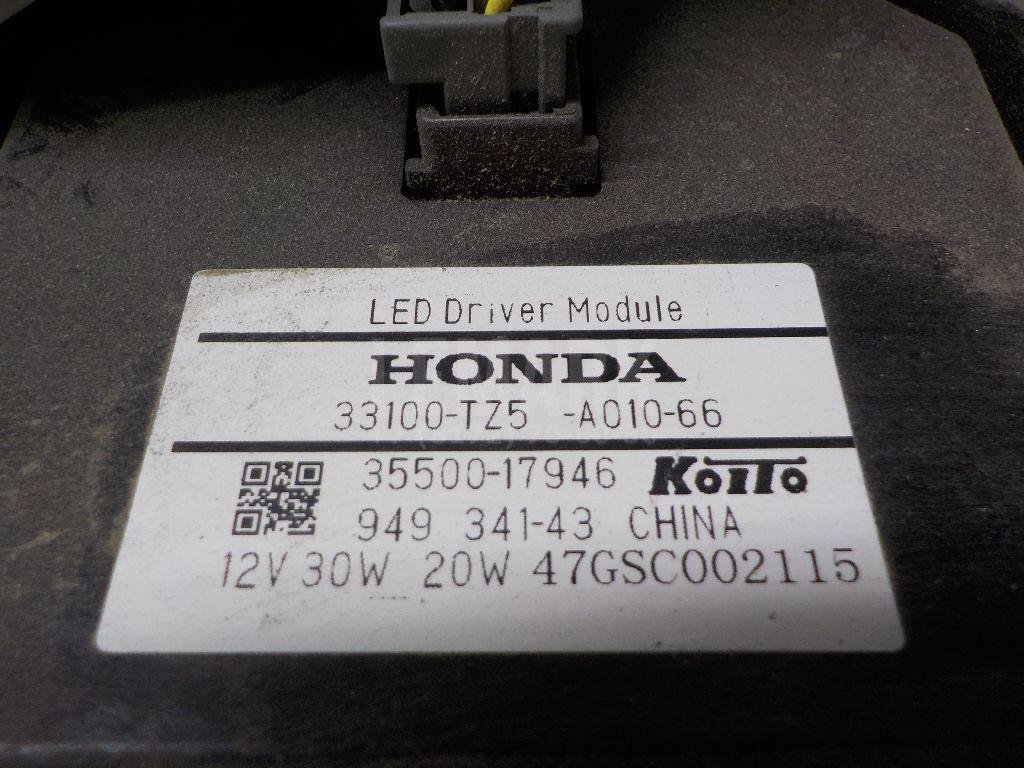 LED Driver Module
HONDA
33100-TZ5 -A010-66
35500-17946 KOITO
949 341-43 CHINA
12V 30W 20W 47GSC002115